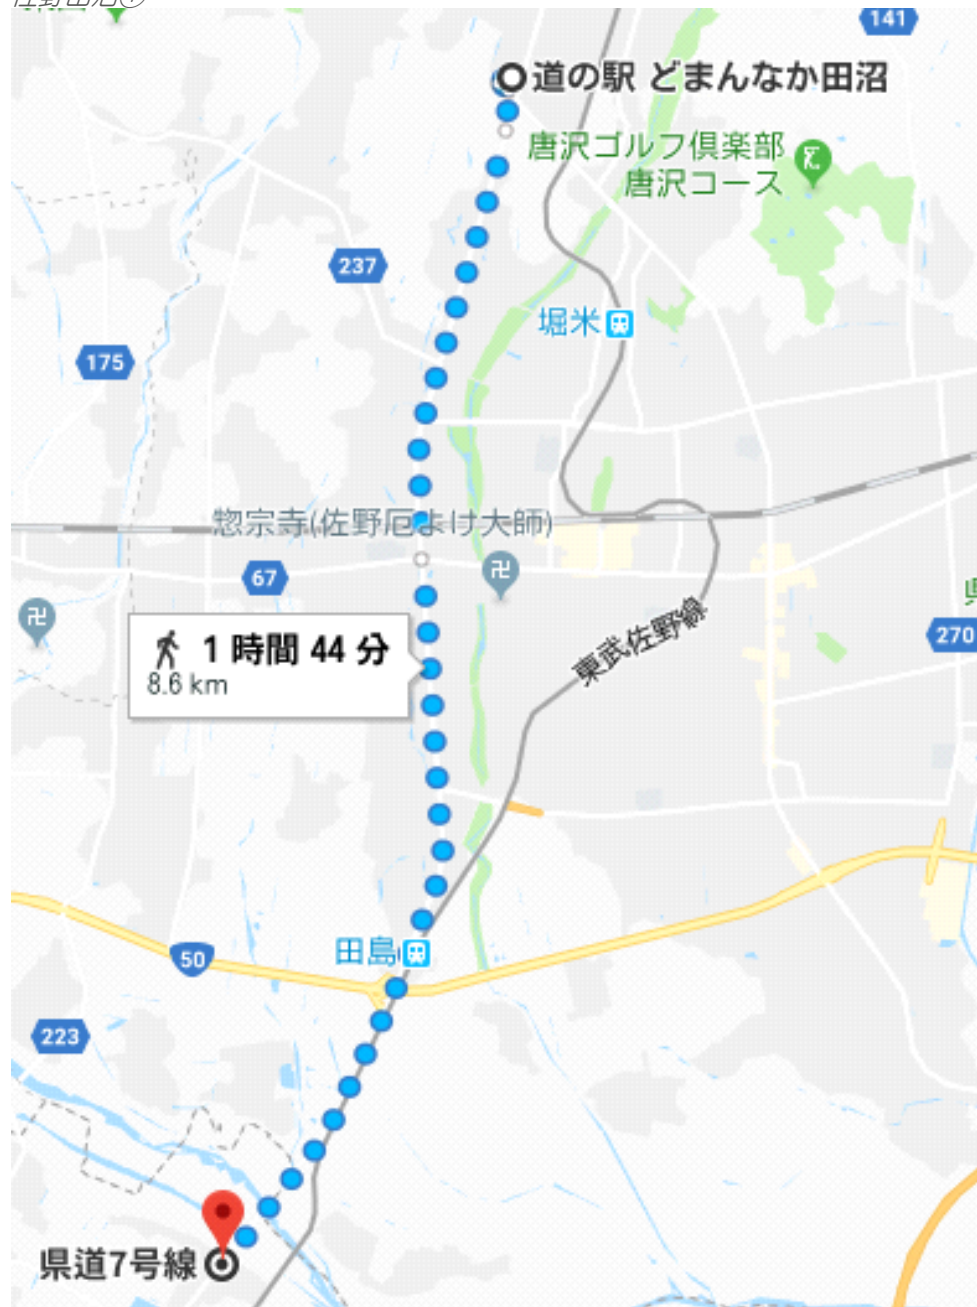 141
道の駅 どまんなか田沼
唐沢ゴルフ倶楽部
唐沢コース
237
堀米
175
惣宗寺(佐野厄よけ大師)
67
270
1 時間 44 分
8.6 km
東武佐野線
田島
50
223
県道7号線